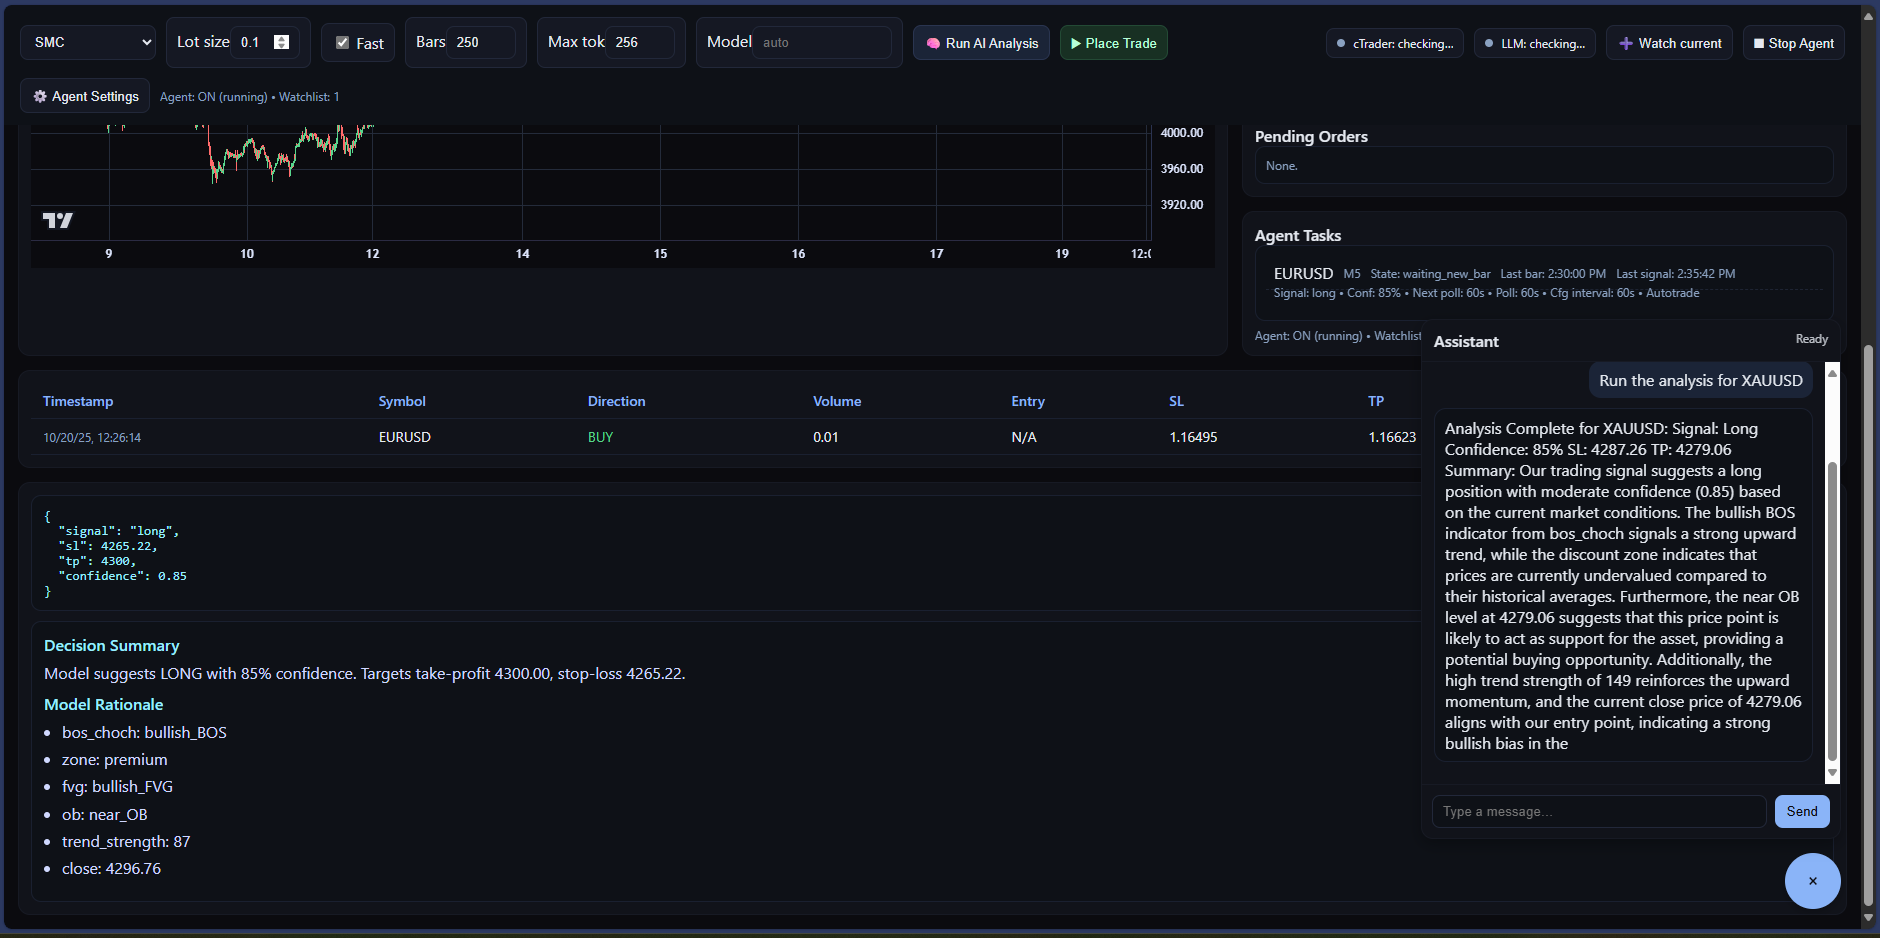 SMC
Lot size 0.1
Fast
Bars 250
Max tok 256
Model auto
Run AI Analysis
Place Trade
cTrader: checking...
LLM: checking...
Watch current
Stop Agent
Agent Settings
Agent: ON (running) • Watchlist: 1
4000.00
3960.00
3920.00
9 10 12 14 15 16 17 19 12:0
Pending Orders
None.
Agent Tasks
EURUSD M5 State: waiting_new_bar Last bar: 2:30:00 PM Last signal: 2:35:42 PM
Signal: long • Conf: 85% • Next poll: 60s • Poll: 60s • Cfg interval: 60s • Autotrade
Agent: ON (running) • Watchlist
Timestamp Symbol Direction Volume Entry SL TP
10/20/25, 12:26:14 EURUSD BUY 0.01 N/A 1.16495 1.16623
{
"signal": "long",
"sl": 4265.22,
"tp": 4300,
"confidence": 0.85
}
Decision Summary
Model suggests LONG with 85% confidence. Targets take-profit 4300.00, stop-loss 4265.22.
Model Rationale
• bos_choch: bullish_BOS
• zone: premium
• fvg: bullish_FVG
• ob: near_OB
• trend_strength: 87
• close: 4296.76
Assistant
Ready
Run the analysis for XAUUSD
Analysis Complete for XAUUSD: Signal: Long
Confidence: 85% SL: 4287.26 TP: 4279.06
Summary: Our trading signal suggests a long
position with moderate confidence (0.85) based
on the current market conditions. The bullish BOS
indicator from bos_choch signals a strong upward
trend, while the discount zone indicates that
prices are currently undervalued compared to
their historical averages. Furthermore, the near OB
level at 4279.06 suggests that this price point is
likely to act as support for the asset, providing a
potential buying opportunity. Additionally, the
high trend strength of 149 reinforces the upward
momentum, and the current close price of 4279.06
aligns with our entry point, indicating a strong
bullish bias in the
Type a message...
Send
×